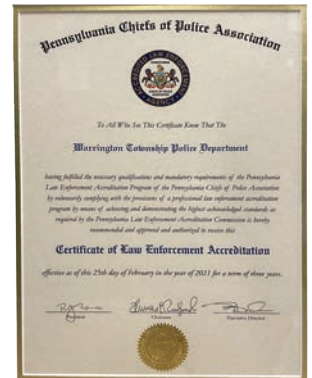 Pennsylvania Chiefs of Police Association
ACCREDITED LAW ENFORCEMENT
AGENCY
To All Who See This Certificate Know That The
Warrington Township Police Department
having fulfilled the necessary qualifications and mandatory requirements of the Pennsylvania
Law Enforcement Accreditation Program of the Pennsylvania Chiefs of Police Association
by voluntarily complying with the provisions of a professional law enforcement accreditation
program by means of achieving and demonstrating the highest acknowledged standards as
required by the Pennsylvania Law Enforcement Accreditation Commission is hereby
recommended and approved and authorized to receive this
Certificate of Law Enforcement Accreditation
effective as of this 25th day of February in the year of 2021 for a term of three years.
President
Chairman
Executive Director